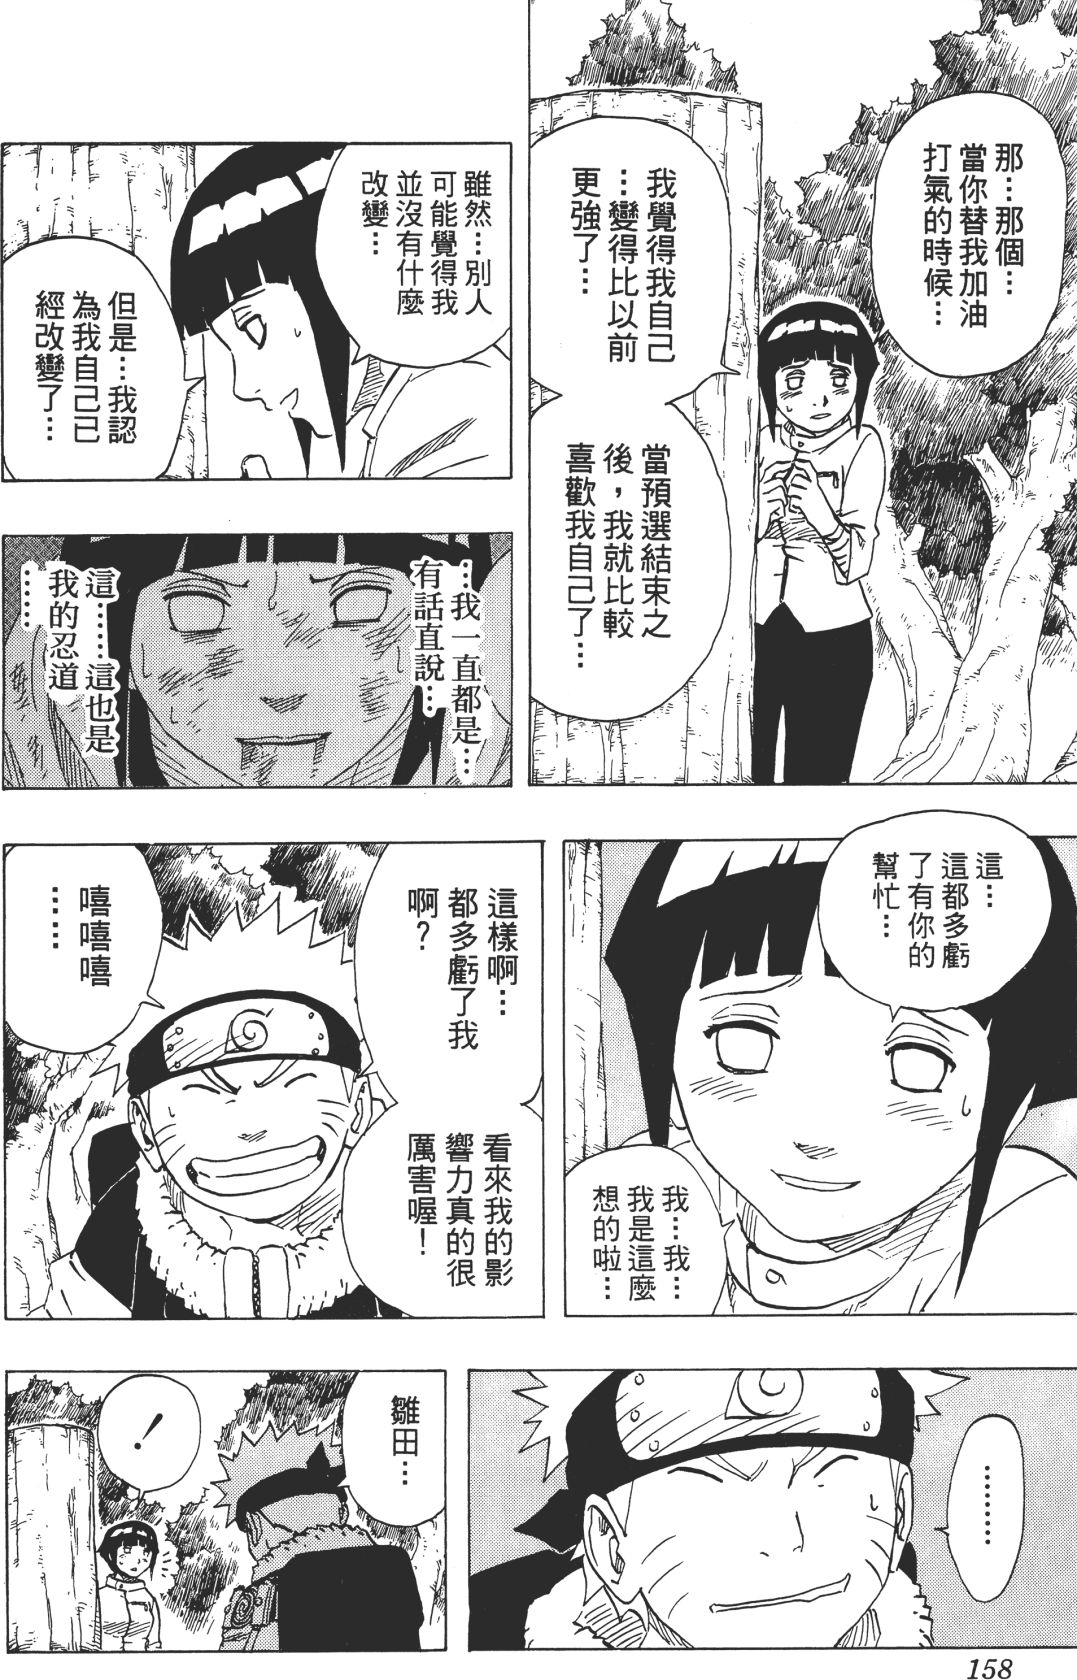 那…那個…
當你替我加油
打氣的時候…
我覺得我自己
…變得比以前
更強了…
當預選結束之
後，我就比較
喜歡我自己了…
雖然…別人
可能覺得我
並沒有什麼
改變…
但是…我認
為我自己已
經改變了…
…我一直都是…
有話直說…
這……這也是
我的忍道
……
這…
這都多虧
了有你的
幫忙…
我…我…
我是這麼
想的啦…
這樣啊…
都多虧了我
啊？
看來我的影
響力真的很
厲害喔！
嘻嘻嘻
……
………
雛田…
！
158